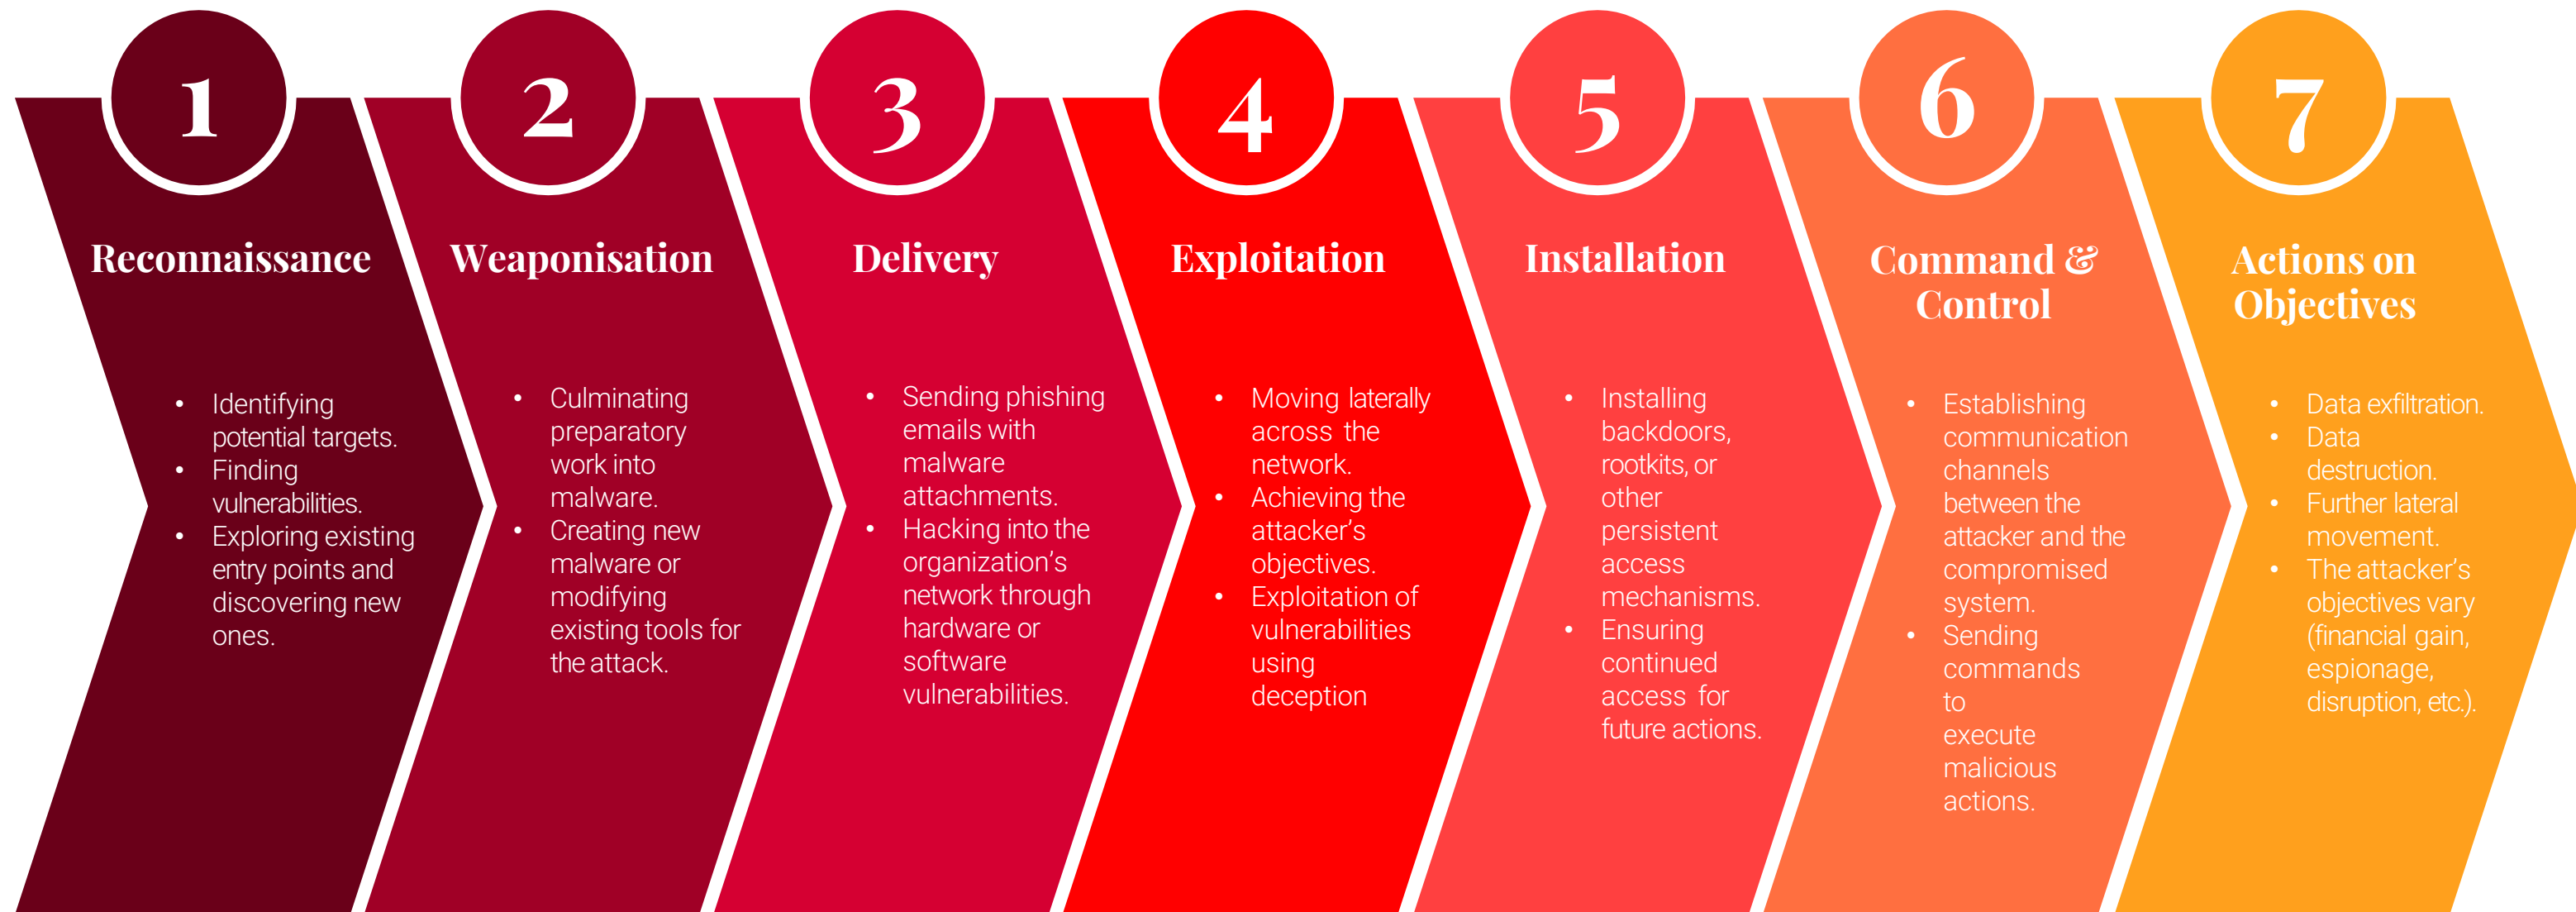 1
Reconnaissance
• Identifying
potential targets.
• Finding
vulnerabilities.
• Exploring existing
entry points and
discovering new
ones.
2
Weaponisation
• Culminating
preparatory
work into
malware.
• Creating new
malware or
modifying
existing tools for
the attack.
3
Delivery
• Sending phishing
emails with
malware
attachments.
• Hacking into the
organization's
network through
hardware or
software
vulnerabilities.
4
Exploitation
• Moving laterally
across the
network.
• Achieving the
attacker's
objectives.
• Exploitation of
vulnerabilities
using
deception
5
Installation
• Installing
backdoors,
rootkits, or
other
persistent
access
mechanisms.
• Ensuring
continued
access for
future actions.
6
Command &
Control
• Establishing
communication
channels
between the
attacker and the
compromised
system.
• Sending
commands
to
execute
malicious
actions.
7
Actions on
Objectives
• Data exfiltration.
• Data
destruction.
• Further lateral
movement.
• The attacker's
objectives vary
(financial gain,
espionage,
disruption, etc.).